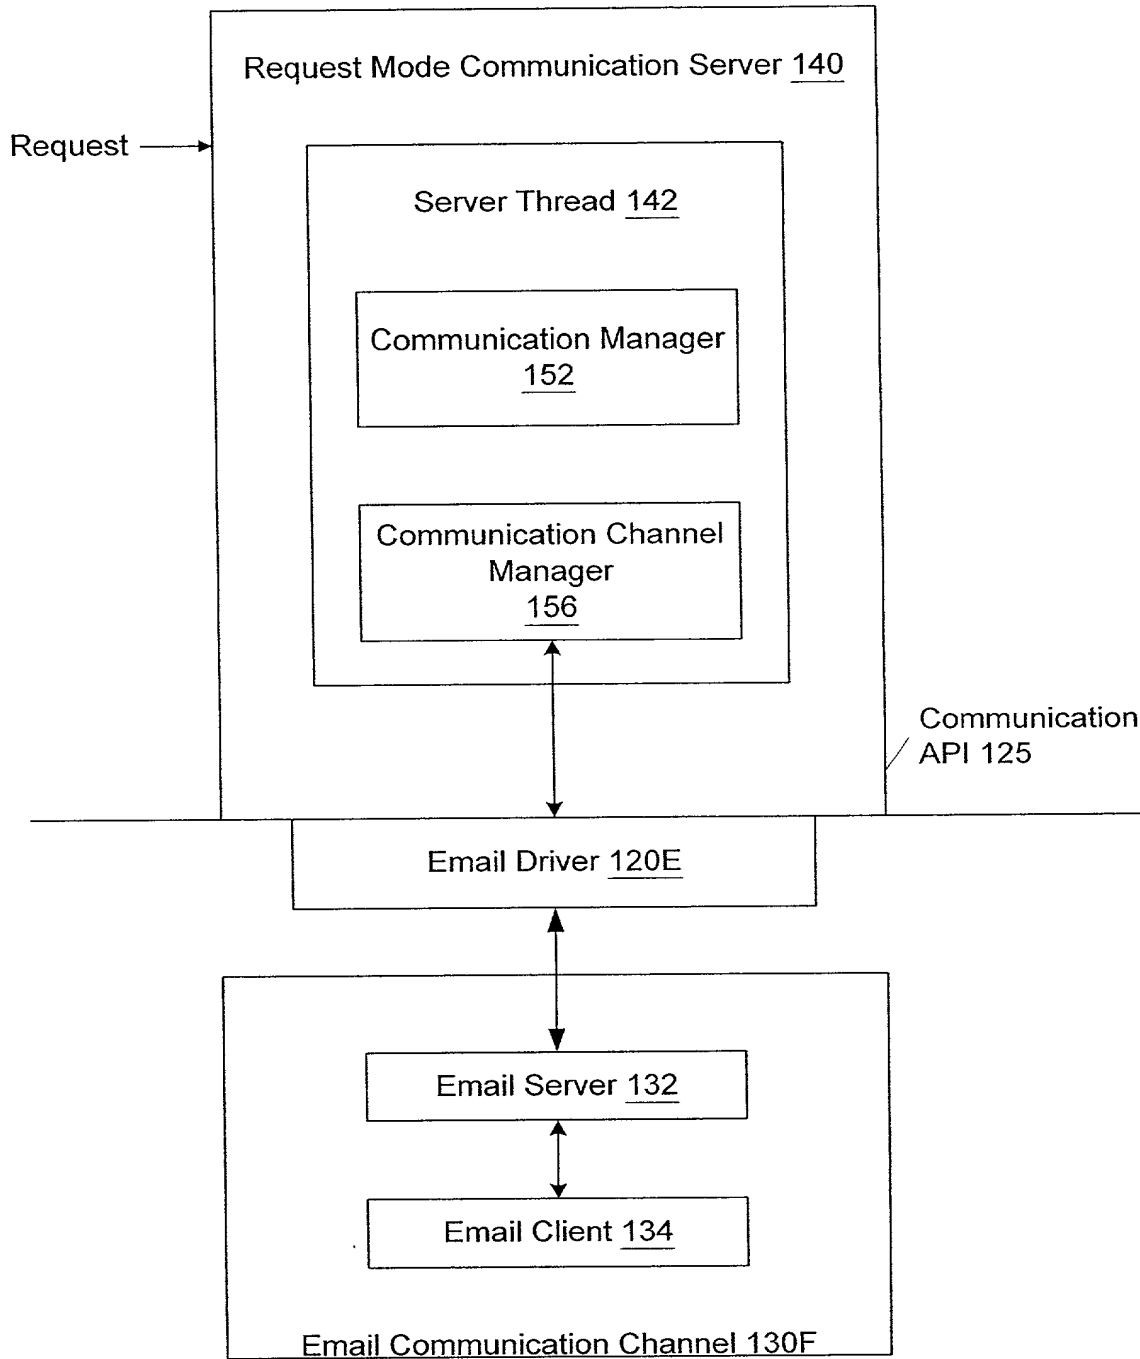 Request Mode Communication Server 140
Request
Server Thread 142
Communication Manager
152
Communication Channel
Manager
156
Communication
API 125
Email Driver 120E
Email Server 132
Email Client 134
Email Communication Channel 130F